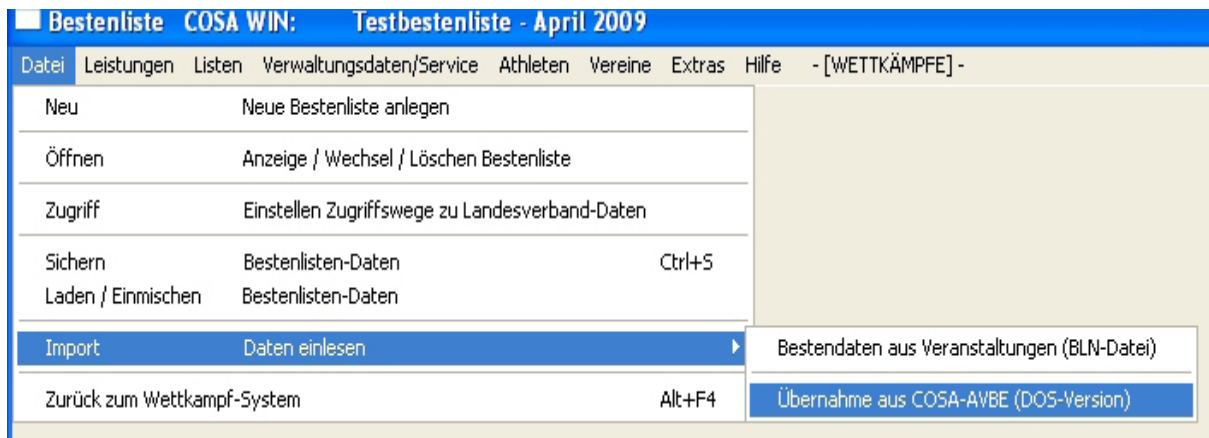 Bestenliste COSA WIN: Testbestenliste - April 2009
Datei Leistungen Listen Verwaltungsdaten/Service Athleten Vereine Extras Hilfe - [WETTKÄMPFE] -
Neu Neue Bestenliste anlegen
Öffnen Anzeige / Wechsel / Löschen Bestenliste
Zugriff Einstellen Zugriffswege zu Landesverband-Daten
Sichern Bestenlisten-Daten Ctrl+S
Laden / Einmischen Bestenlisten-Daten
Import Daten einlesen
Bestendaten aus Veranstaltungen (BLN-Datei)
Zurück zum Wettkampf-System Alt+F4
Übernahme aus COSA-AVBE (DOS-Version)